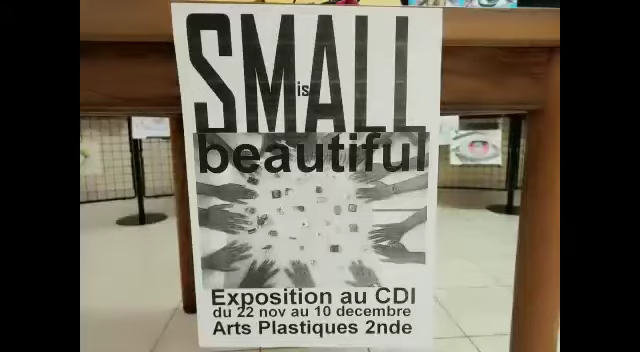 SMALL
is
beautiful
Exposition au CDI
du 22 nov au 10 decembre
Arts Plastiques 2nde